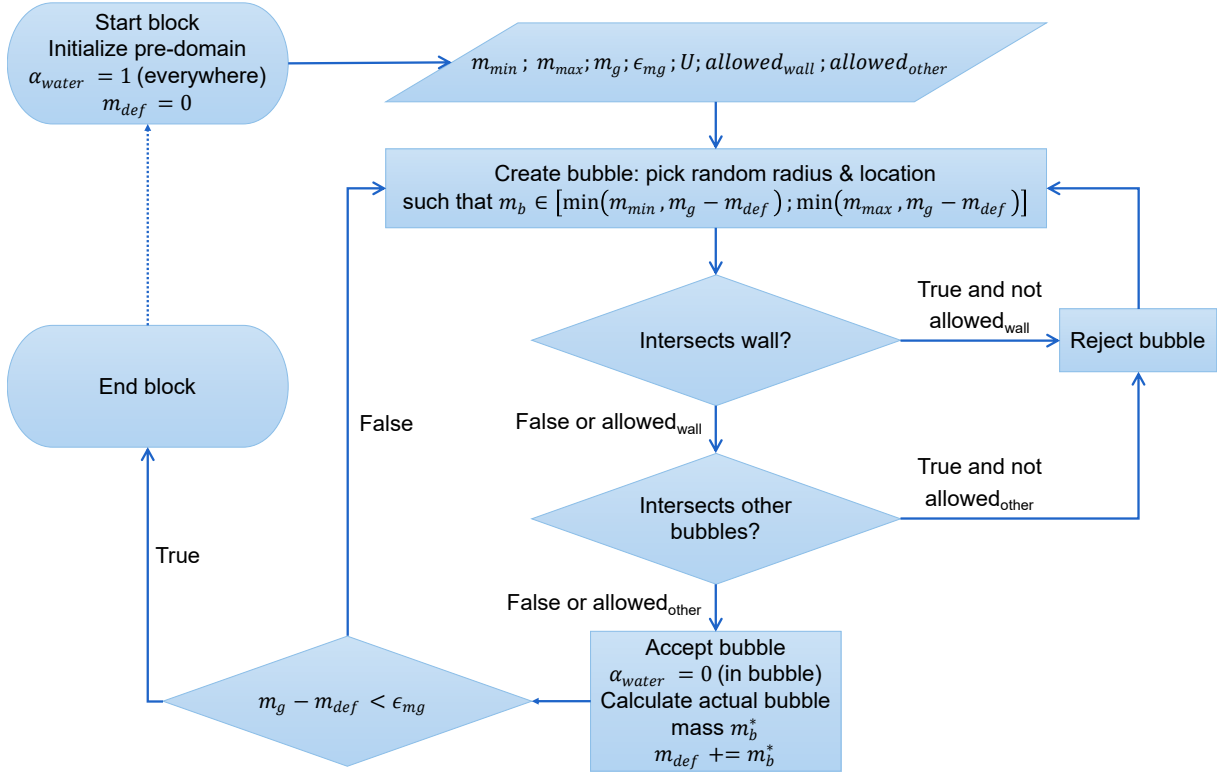 Start block
Initialize pre-domain
α_water = 1 (everywhere)
m_def = 0
m_min ; m_max; m_g; ϵ_mg; U; allowed_wall ; allowed_other
Create bubble: pick random radius & location
such that m_b ∈ [min(m_min , m_g − m_def) ; min(m_max , m_g − m_def)]
Intersects wall?
True and not
allowed_wall
Reject bubble
False or allowed_wall
Intersects other
bubbles?
True and not
allowed_other
False or allowed_other
Accept bubble
α_water = 0 (in bubble)
Calculate actual bubble
mass m_b^*
m_def += m_b^*
m_g − m_def < ϵ_mg
False
True
End block